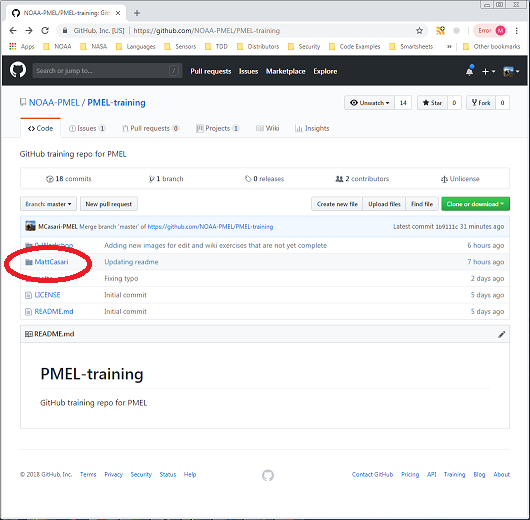 NOAA-PMEL/PMEL-training: GitH
GitHub, Inc. [US] | https://github.com/NOAA-PMEL/PMEL-training
Error M
Apps NOAA NASA Languages Sensors TDD Distributors Security Code Examples Smartsheets » Other bookmarks
Search or jump to... / Pull requests Issues Marketplace Explore
NOAA-PMEL / PMEL-training Unwatch 14 Star 0 Fork 0
Code Issues 1 Pull requests 0 Projects 1 Wiki Insights
GitHub training repo for PMEL
18 commits 1 branch 0 releases 2 contributors Unlicense
Branch: master New pull request Create new file Upload files Find file Clone or download
MCasari-PMEL Merge branch 'master' of https://github.com/NOAA-PMEL/PMEL-training Latest commit 1b9111c 31 minutes ago
Adding new images for edit and wiki exercises that are not yet complete 6 hours ago
MattCasari Updating readme 7 hours ago
Fixing typo 2 days ago
LICENSE Initial commit 5 days ago
README.md Initial commit 5 days ago
README.md
PMEL-training
GitHub training repo for PMEL
© 2018 GitHub, Inc. Terms Privacy Security Status Help Contact GitHub Pricing API Training Blog About